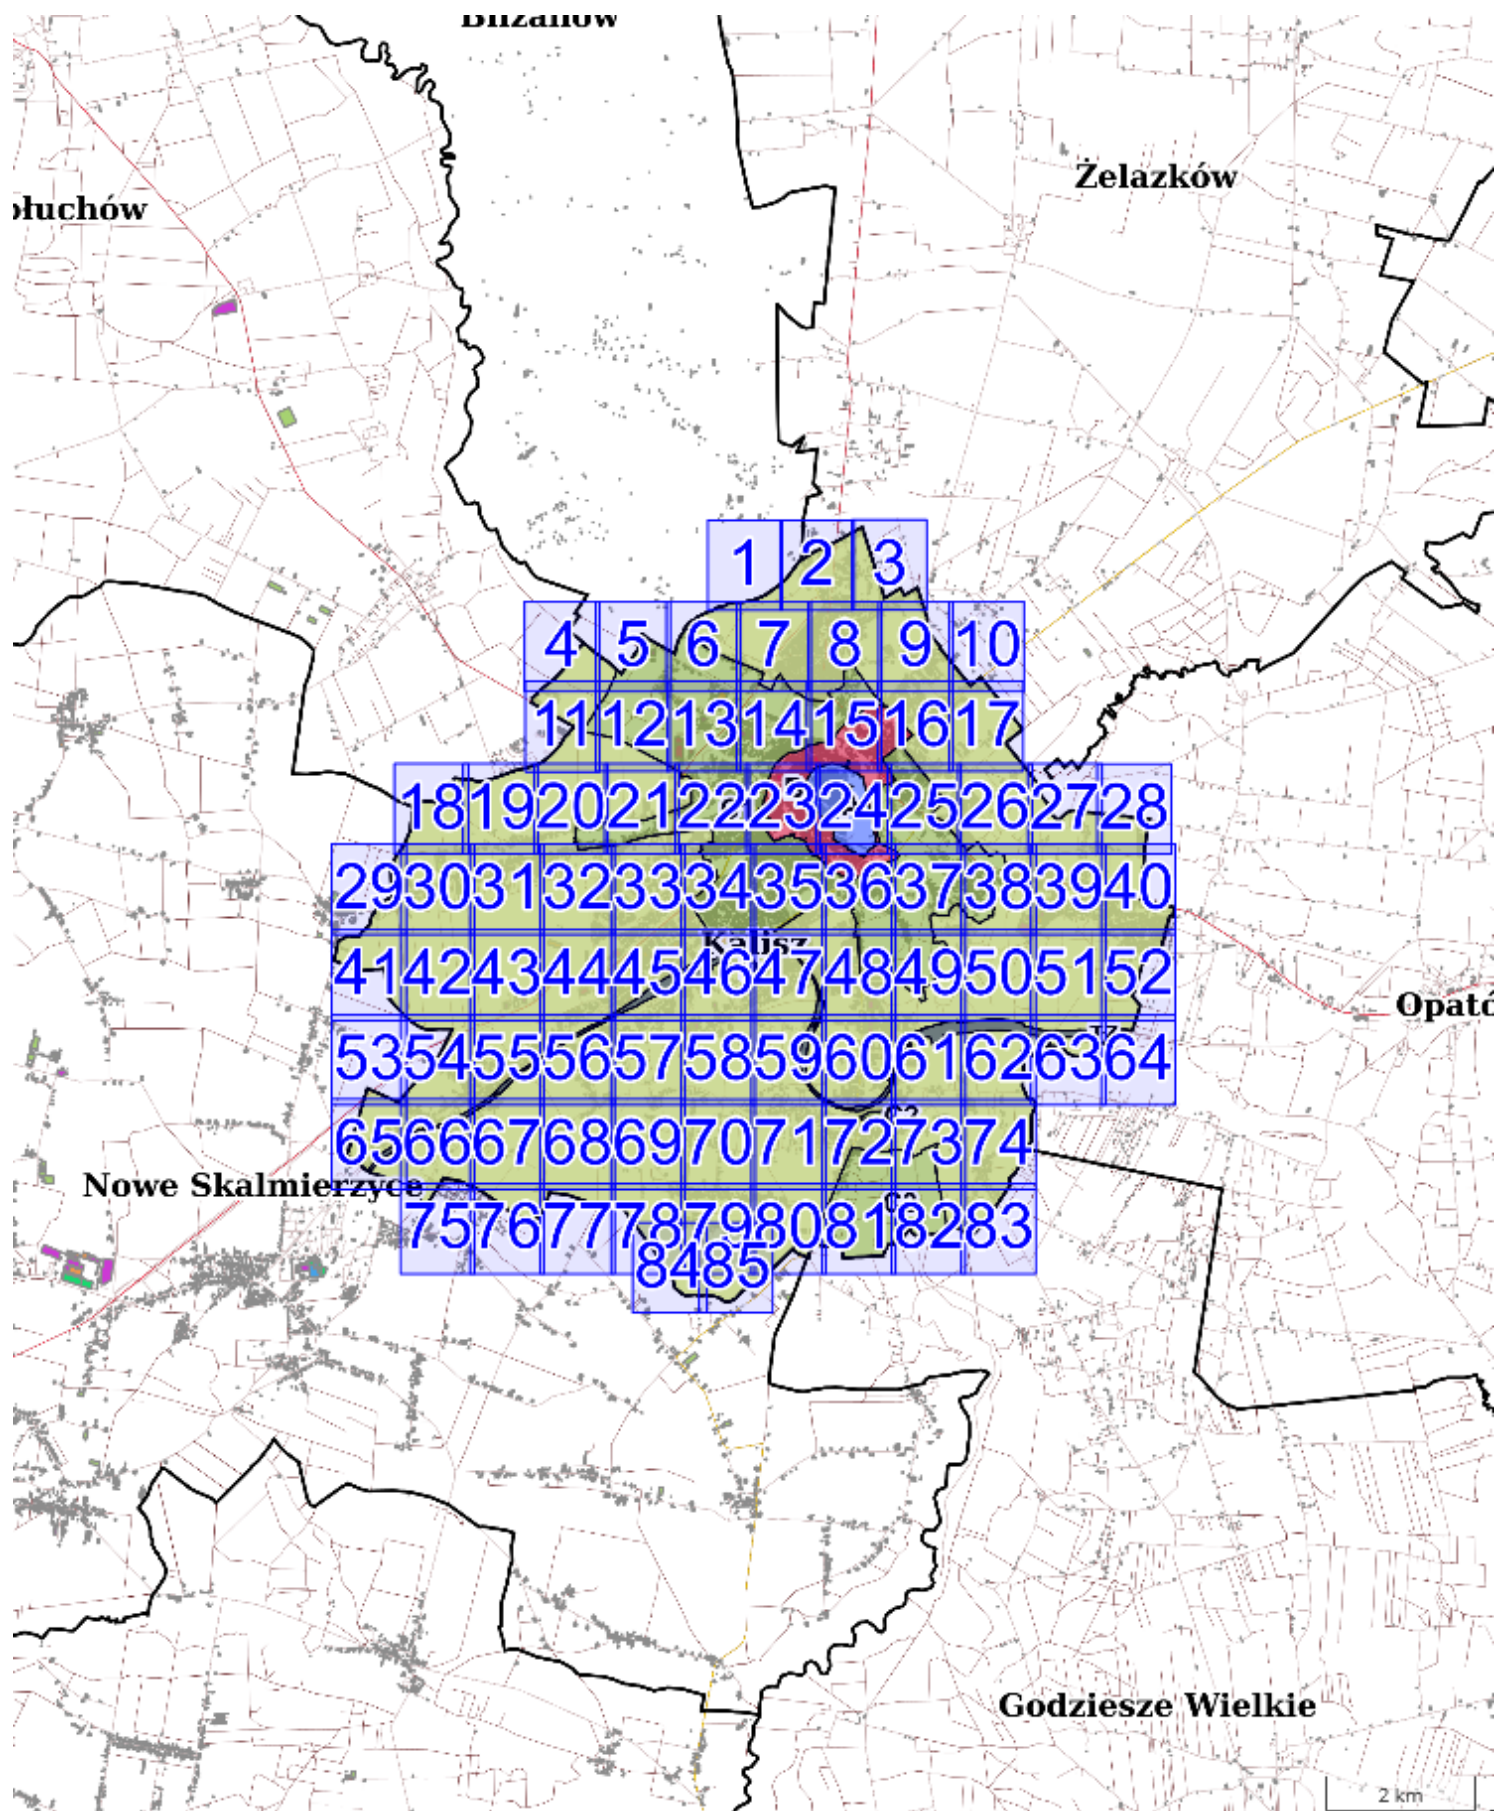 Blizanów
Żelazków
ołuchów
1 2 3
4 5 6 7 8 9 10
11 12 13 14 15 16 17
18 19 20 21 22 23 24 25 26 27 28
29 30 31 32 33 34 35 36 37 38 39 40
Kalisz
41 42 43 44 45 46 47 48 49 50 51 52
Opató
53 54 55 56 57 58 59 60 61 62 63 64
65 66 67 68 69 70 71 72 73 74
Nowe Skalmierzyce
75 76 77 78 79 80 81 82 83
84 85
Godziesze Wielkie
2 km